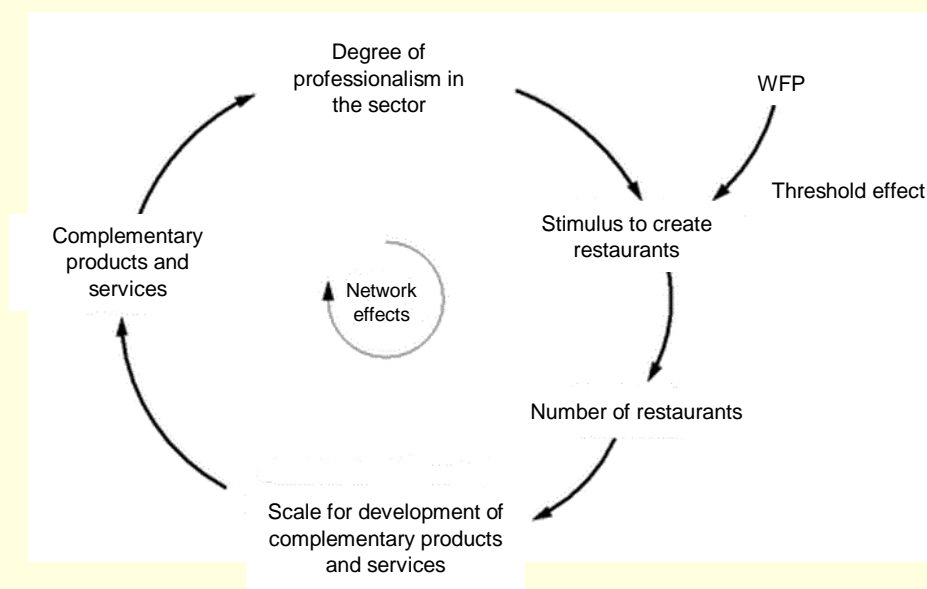 Degree of
professionalism in
the sector
WFP
Threshold effect
Stimulus to create
restaurants
Complementary
products and
services
Network
effects
Number of restaurants
Scale for development of
complementary products
and services